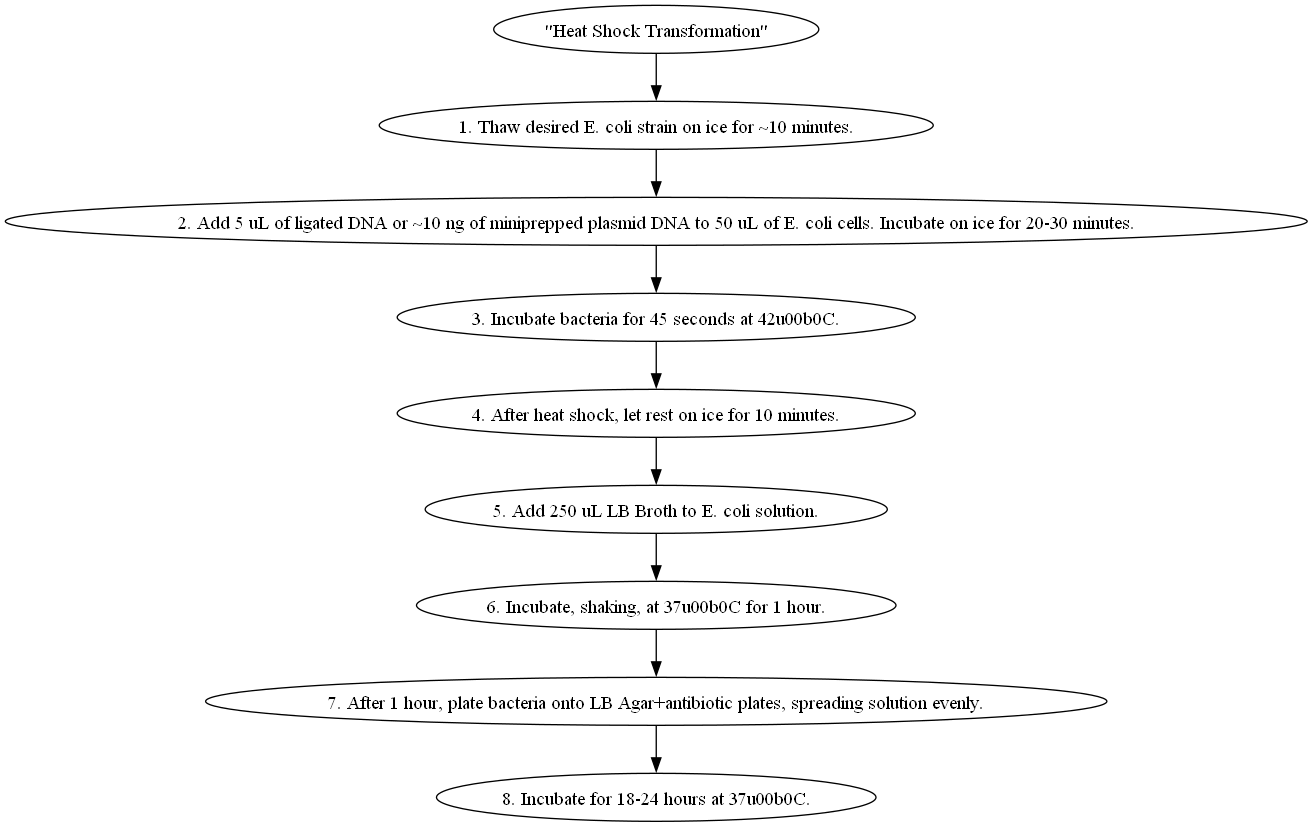 "Heat Shock Transformation"
1. Thaw desired E. coli strain on ice for ~10 minutes.
2. Add 5 uL of ligated DNA or ~10 ng of miniprepped plasmid DNA to 50 uL of E. coli cells. Incubate on ice for 20-30 minutes.
3. Incubate bacteria for 45 seconds at 42u00b0C.
4. After heat shock, let rest on ice for 10 minutes.
5. Add 250 uL LB Broth to E. coli solution.
6. Incubate, shaking, at 37u00b0C for 1 hour.
7. After 1 hour, plate bacteria onto LB Agar+antibiotic plates, spreading solution evenly.
8. Incubate for 18-24 hours at 37u00b0C.